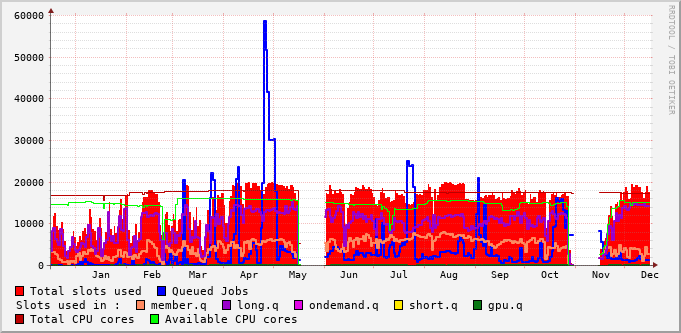 60000
50000
40000
30000
20000
10000
0
Jan Feb Mar Apr May Jun Jul Aug Sep Oct Nov Dec
RRDTOOL / TOBI OETIKER
Total slots used Queued Jobs
Slots used in : member.q long.q ondemand.q short.q gpu.q
Total CPU cores Available CPU cores